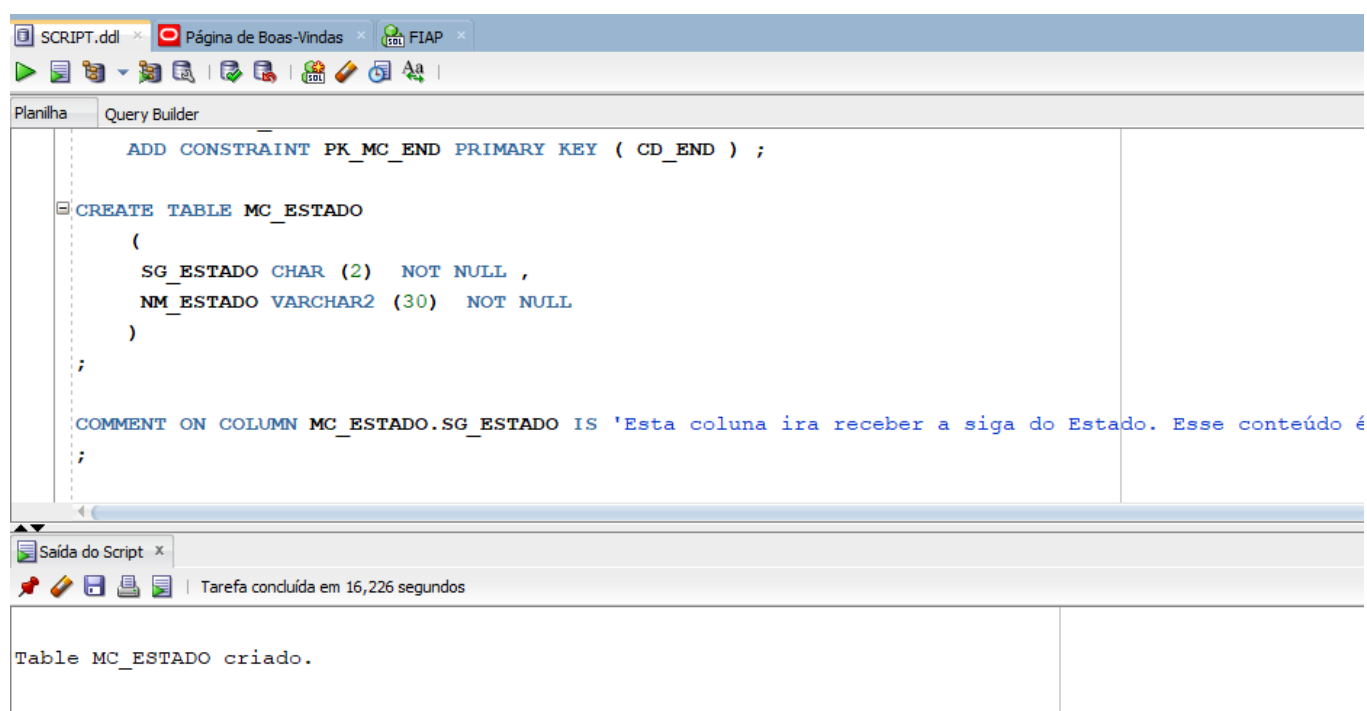 SCRIPT.ddl Página de Boas-Vindas FIAP
Planilha Query Builder
ADD CONSTRAINT PK_MC_END PRIMARY KEY ( CD_END ) ;
CREATE TABLE MC_ESTADO
(
SG_ESTADO CHAR (2) NOT NULL ,
NM_ESTADO VARCHAR2 (30) NOT NULL
)
;
COMMENT ON COLUMN MC_ESTADO.SG_ESTADO IS 'Esta coluna ira receber a siga do Estado. Esse conteúdo é
;
Saída do Script
Tarefa concluída em 16,226 segundos
Table MC_ESTADO criado.